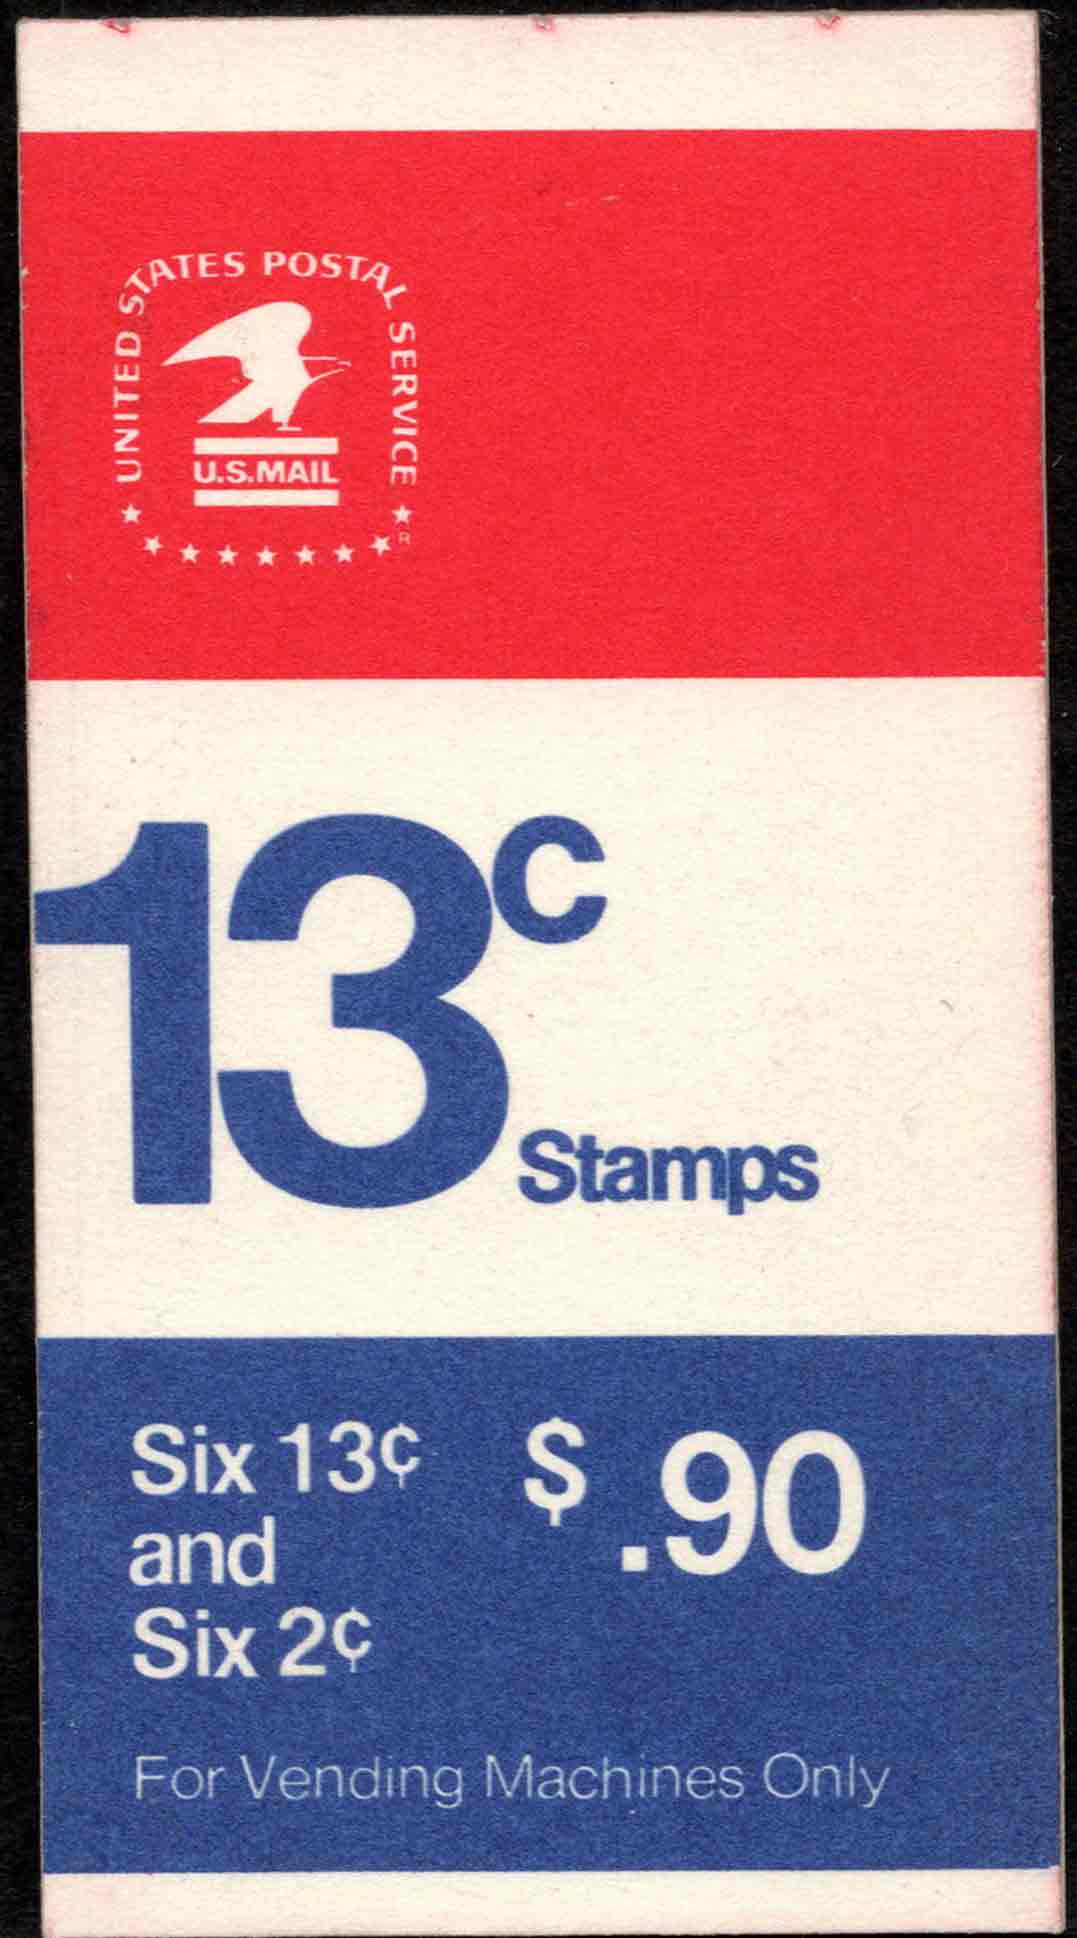 UNITED STATES POSTAL SERVICE
U.S.MAIL
R
13c
Stamps
Six 13¢
and
Six 2¢
$.90
For Vending Machines Only